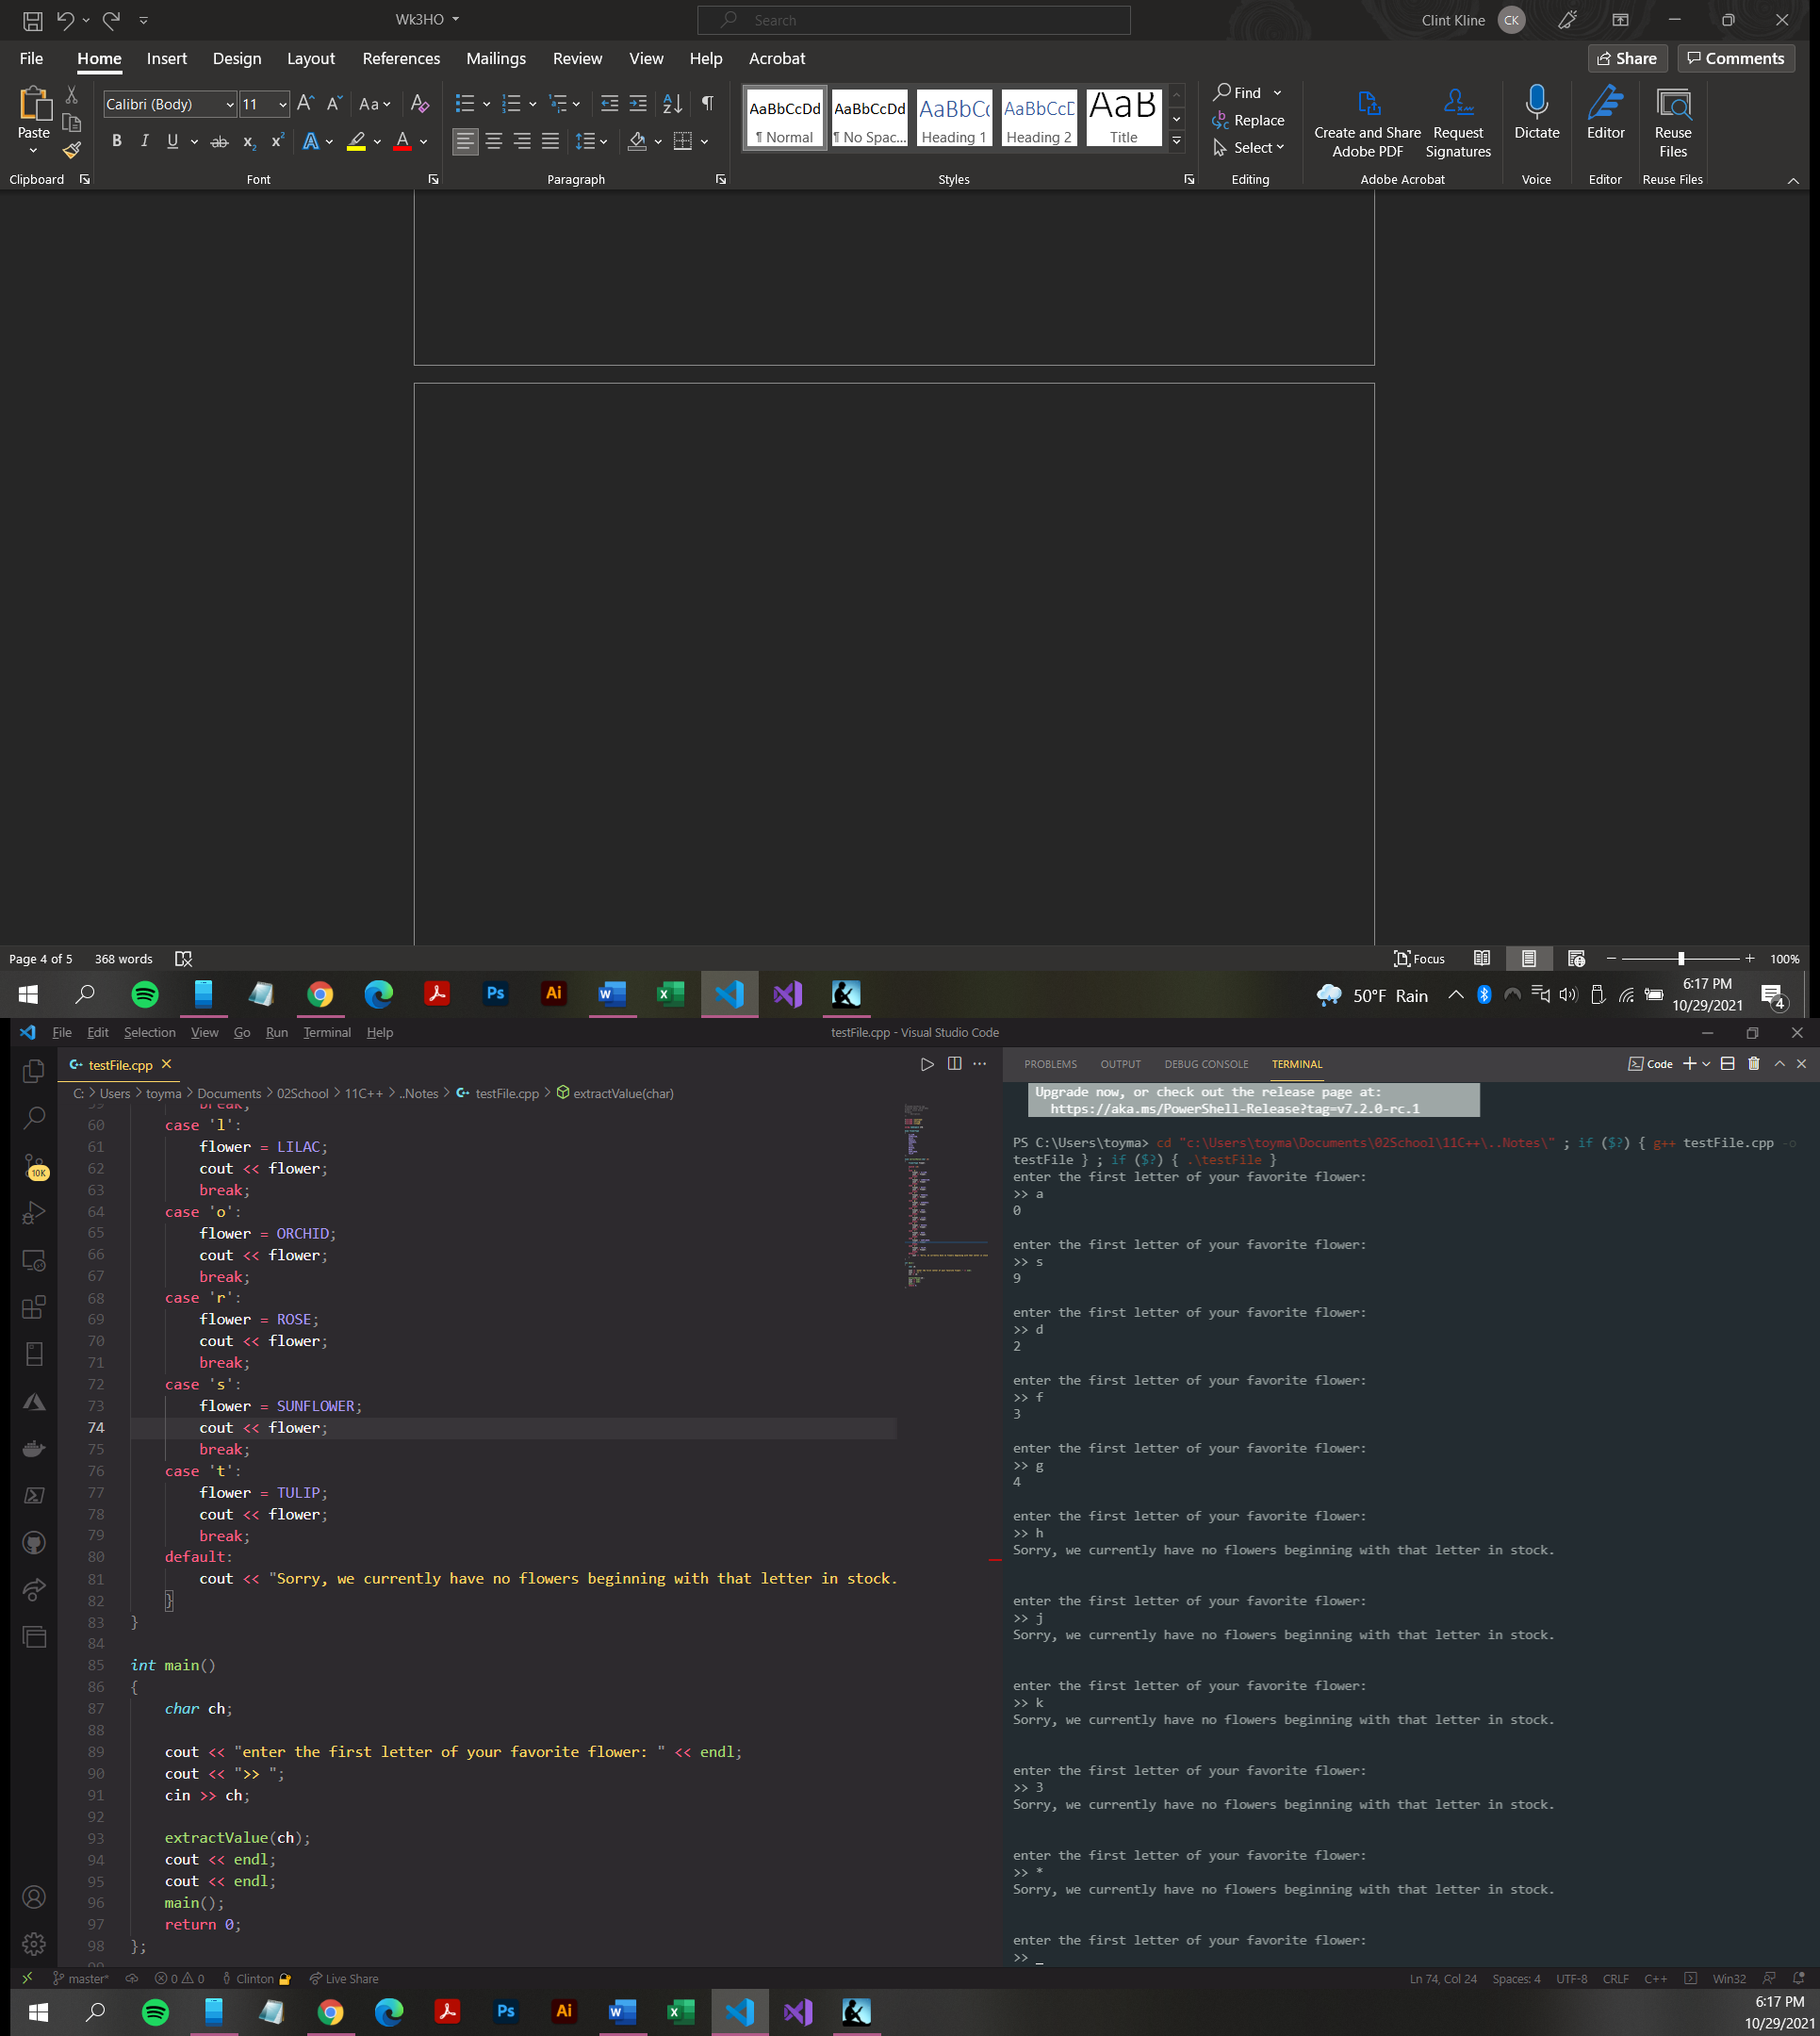 Wk3HO
Search
Clint Kline CK
File Home Insert Design Layout References Mailings Review View Help Acrobat
Share Comments
Paste
Calibri (Body) 11
AaBbCcDd AaBbCcDd AaBbC AaBbCcD AaB
¶ Normal ¶ No Spac... Heading 1 Heading 2 Title
Find
Replace
Select
Create and Share
Adobe PDF
Request
Signatures
Dictate
Editor
Reuse
Files
Clipboard Font Paragraph Styles Editing Adobe Acrobat Voice Editor Reuse Files
Page 4 of 5 368 words
Focus
100%
50°F Rain
6:17 PM
10/29/2021
4
File Edit Selection View Go Run Terminal Help
testFile.cpp - Visual Studio Code
testFile.cpp
C: > Users > toyma > Documents > 02School > 11C++ > ..Notes > testFile.cpp > extractValue(char)
59 break;
60 case 'l':
61 flower = LILAC;
62 cout << flower;
63 break;
64 case 'o':
65 flower = ORCHID;
66 cout << flower;
67 break;
68 case 'r':
69 flower = ROSE;
70 cout << flower;
71 break;
72 case 's':
73 flower = SUNFLOWER;
74 cout << flower;
75 break;
76 case 't':
77 flower = TULIP;
78 cout << flower;
79 break;
80 default:
81 cout << "Sorry, we currently have no flowers beginning with that letter in stock.
82 }
83 }
84
85 int main()
86 {
87 char ch;
88
89 cout << "enter the first letter of your favorite flower: " << endl;
90 cout << ">> ";
91 cin >> ch;
92
93 extractValue(ch);
94 cout << endl;
95 cout << endl;
96 main();
97 return 0;
98 };
10K
PROBLEMS OUTPUT DEBUG CONSOLE TERMINAL
Code
Upgrade now, or check out the release page at:
https://aka.ms/PowerShell-Release?tag=v7.2.0-rc.1
PS C:\Users\toyma> cd "c:\Users\toyma\Documents\02School\11C++\..Notes\" ; if ($?) { g++ testFile.cpp -o
testFile } ; if ($?) { .\testFile }
enter the first letter of your favorite flower:
>> a
0
enter the first letter of your favorite flower:
>> s
9
enter the first letter of your favorite flower:
>> d
2
enter the first letter of your favorite flower:
>> f
3
enter the first letter of your favorite flower:
>> g
4
enter the first letter of your favorite flower:
>> h
Sorry, we currently have no flowers beginning with that letter in stock.
enter the first letter of your favorite flower:
>> j
Sorry, we currently have no flowers beginning with that letter in stock.
enter the first letter of your favorite flower:
>> k
Sorry, we currently have no flowers beginning with that letter in stock.
enter the first letter of your favorite flower:
>> 3
Sorry, we currently have no flowers beginning with that letter in stock.
enter the first letter of your favorite flower:
>> *
Sorry, we currently have no flowers beginning with that letter in stock.
enter the first letter of your favorite flower:
>> _
master* 0 0 Clinton Live Share
Ln 74, Col 24 Spaces: 4 UTF-8 CRLF C++ Win32
6:17 PM
10/29/2021